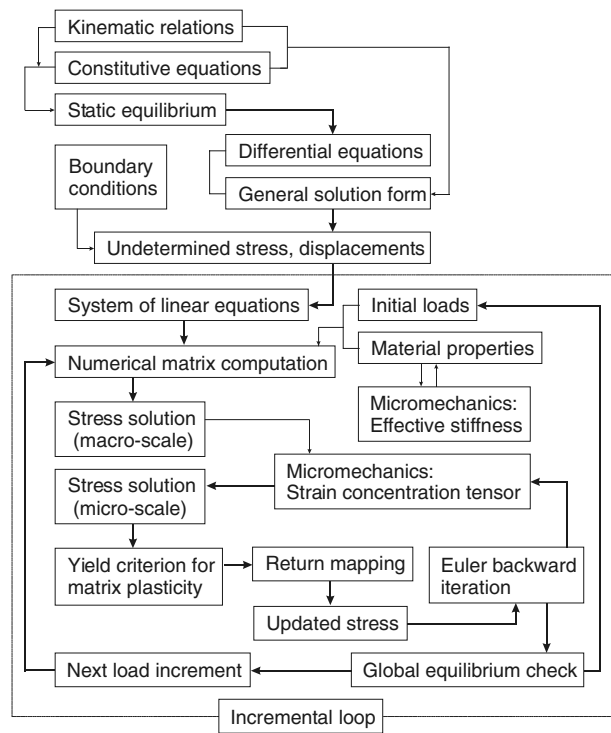 Kinematic relations
Constitutive equations
Static equilibrium
Differential equations
Boundary
conditions
General solution form
Undetermined stress, displacements
System of linear equations
Initial loads
Numerical matrix computation
Material properties
Stress solution
(macro-scale)
Micromechanics:
Effective stiffness
Micromechanics:
Strain concentration tensor
Stress solution
(micro-scale)
Yield criterion for
matrix plasticity
Return mapping
Euler backward
iteration
Updated stress
Next load increment
Global equilibrium check
Incremental loop